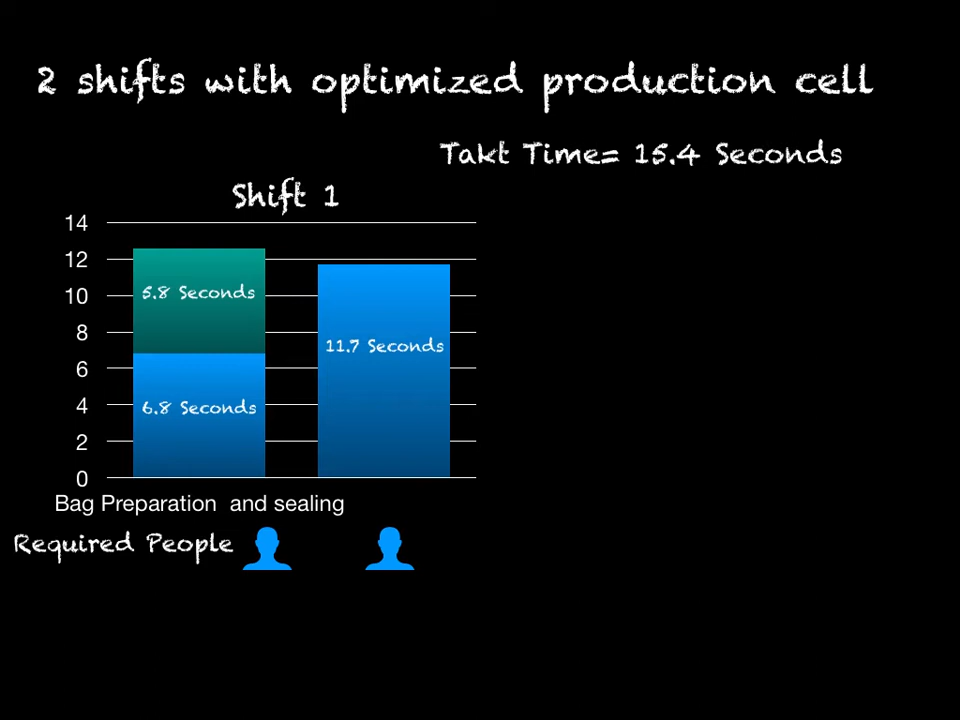 2 shifts with optimized production cell
Takt Time= 15.4 Seconds
Shift 1
14
12
10
8
6
4
2
0
5.8 Seconds
11.7 Seconds
6.8 Seconds
Bag Preparation and sealing
Required People